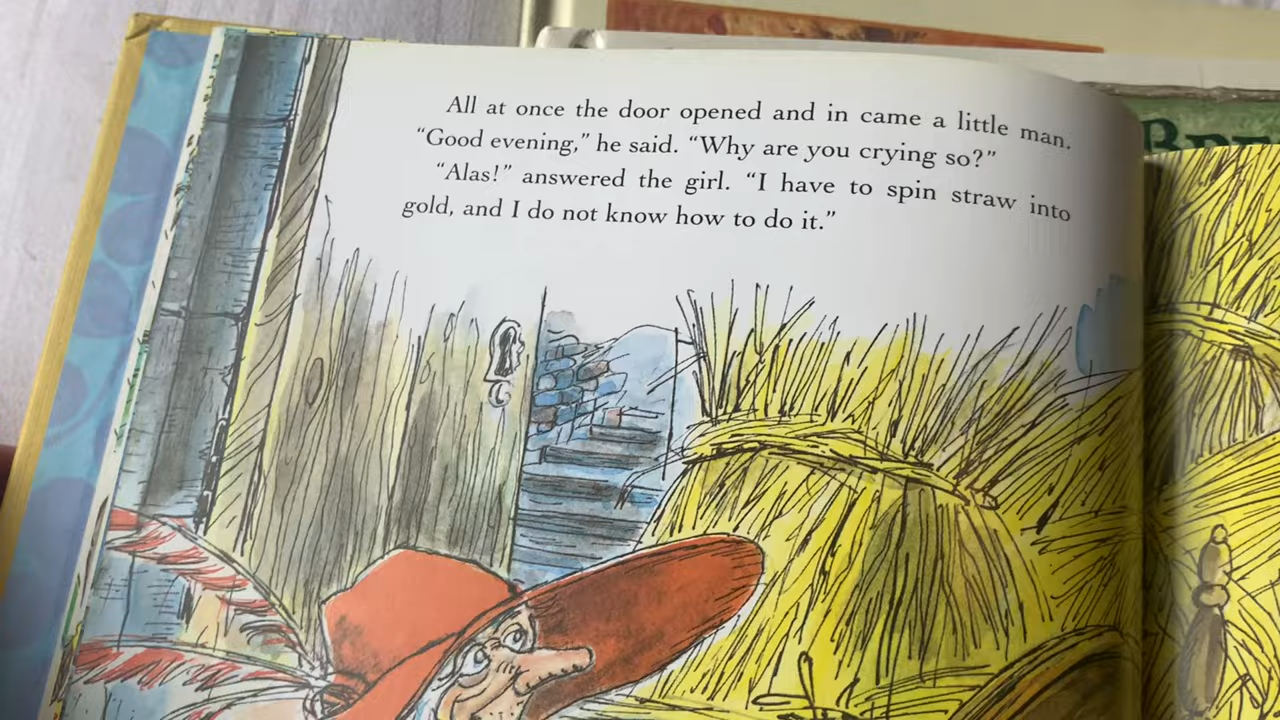 All at once the door opened and in came a little man.
“Good evening,” he said. “Why are you crying so?”
“Alas!” answered the girl. “I have to spin straw into
gold, and I do not know how to do it.”